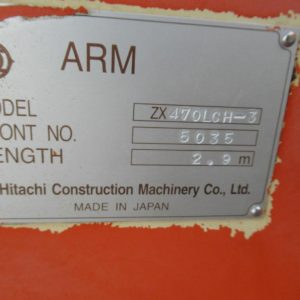 ARM
ODEL ZX470LCH-3
ONT NO. 5035
ENGTH 2.9 m
Hitachi Construction Machinery Co., Ltd.
MADE IN JAPAN